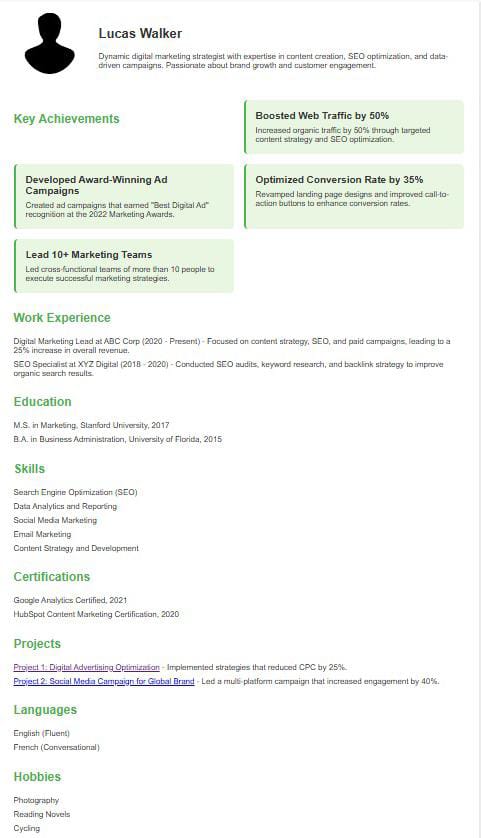 Lucas Walker
Dynamic digital marketing strategist with expertise in content creation, SEO optimization, and data-
driven campaigns. Passionate about brand growth and customer engagement.
Key Achievements
Boosted Web Traffic by 50%
Increased organic traffic by 50% through targeted
content strategy and SEO optimization.
Developed Award-Winning Ad
Campaigns
Created ad campaigns that earned "Best Digital Ad"
recognition at the 2022 Marketing Awards.
Optimized Conversion Rate by 35%
Revamped landing page designs and improved call-to-
action buttons to enhance conversion rates.
Lead 10+ Marketing Teams
Led cross-functional teams of more than 10 people to
execute successful marketing strategies.
Work Experience
Digital Marketing Lead at ABC Corp (2020 - Present) - Focused on content strategy, SEO, and paid campaigns, leading to a
25% increase in overall revenue.
SEO Specialist at XYZ Digital (2018 - 2020) - Conducted SEO audits, keyword research, and backlink strategy to improve
organic search results.
Education
M.S. in Marketing, Stanford University, 2017
B.A. in Business Administration, University of Florida, 2015
Skills
Search Engine Optimization (SEO)
Data Analytics and Reporting
Social Media Marketing
Email Marketing
Content Strategy and Development
Certifications
Google Analytics Certified, 2021
HubSpot Content Marketing Certification, 2020
Projects
Project 1: Digital Advertising Optimization - Implemented strategies that reduced CPC by 25%.
Project 2: Social Media Campaign for Global Brand - Led a multi-platform campaign that increased engagement by 40%.
Languages
English (Fluent)
French (Conversational)
Hobbies
Photography
Reading Novels
Cycling